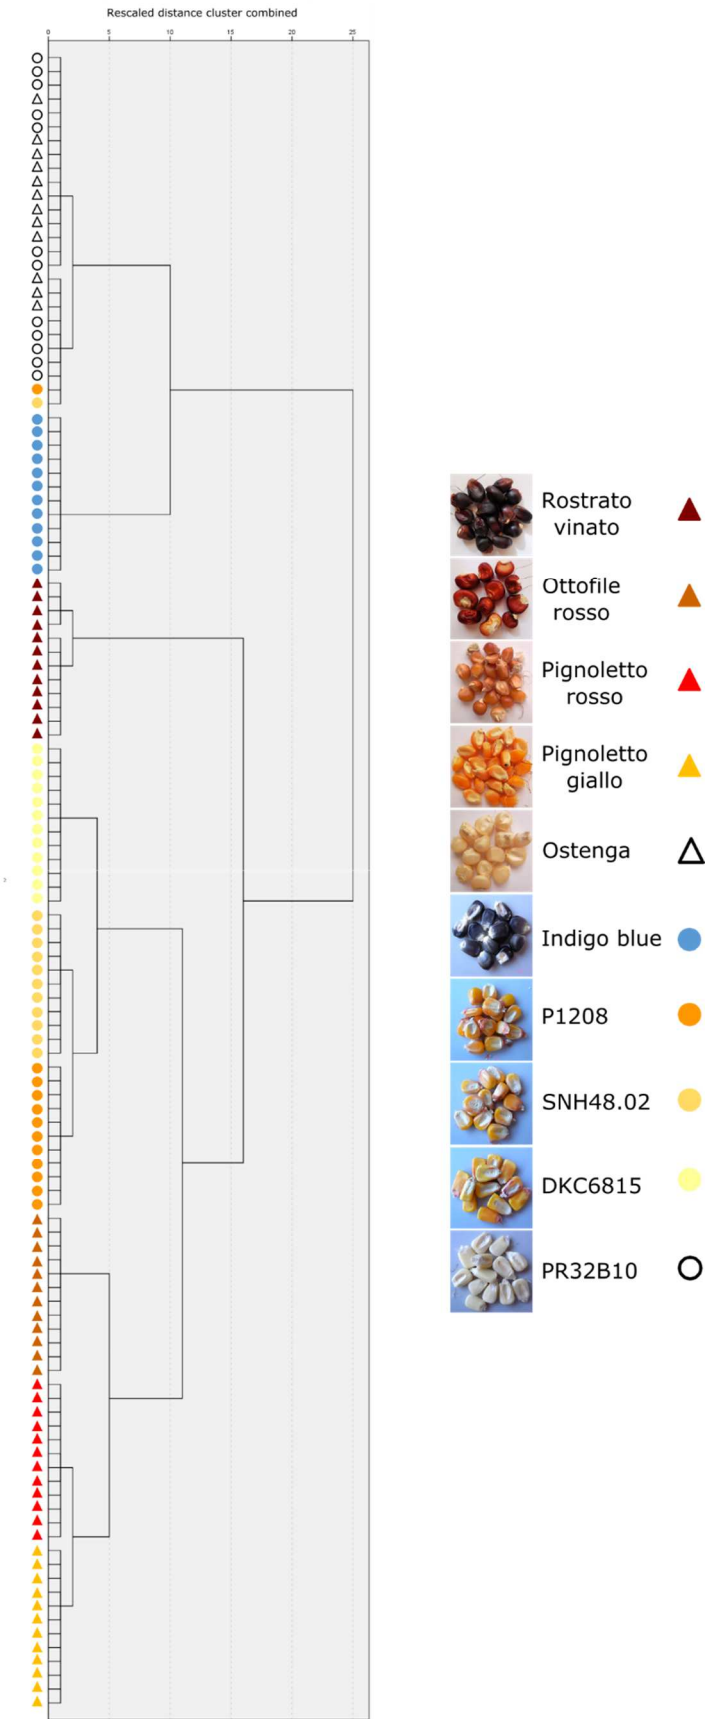 Rescaled distance cluster combined
0 5 10 15 20 25
Rostrato
vinato
Ottofile
rosso
Pignoletto
rosso
Pignoletto
giallo
Ostenga
Indigo blue
P1208
SNH48.02
DKC6815
PR32B10